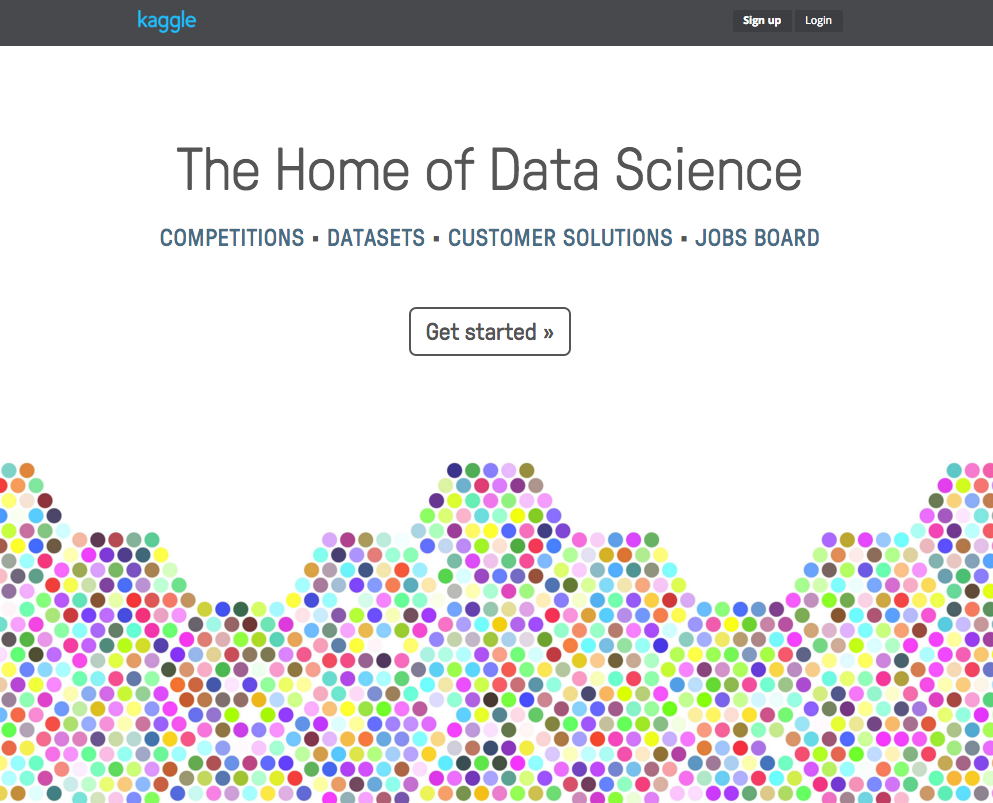 kaggle
Sign up Login
The Home of Data Science
COMPETITIONS ▪ DATASETS ▪ CUSTOMER SOLUTIONS ▪ JOBS BOARD
Get started »